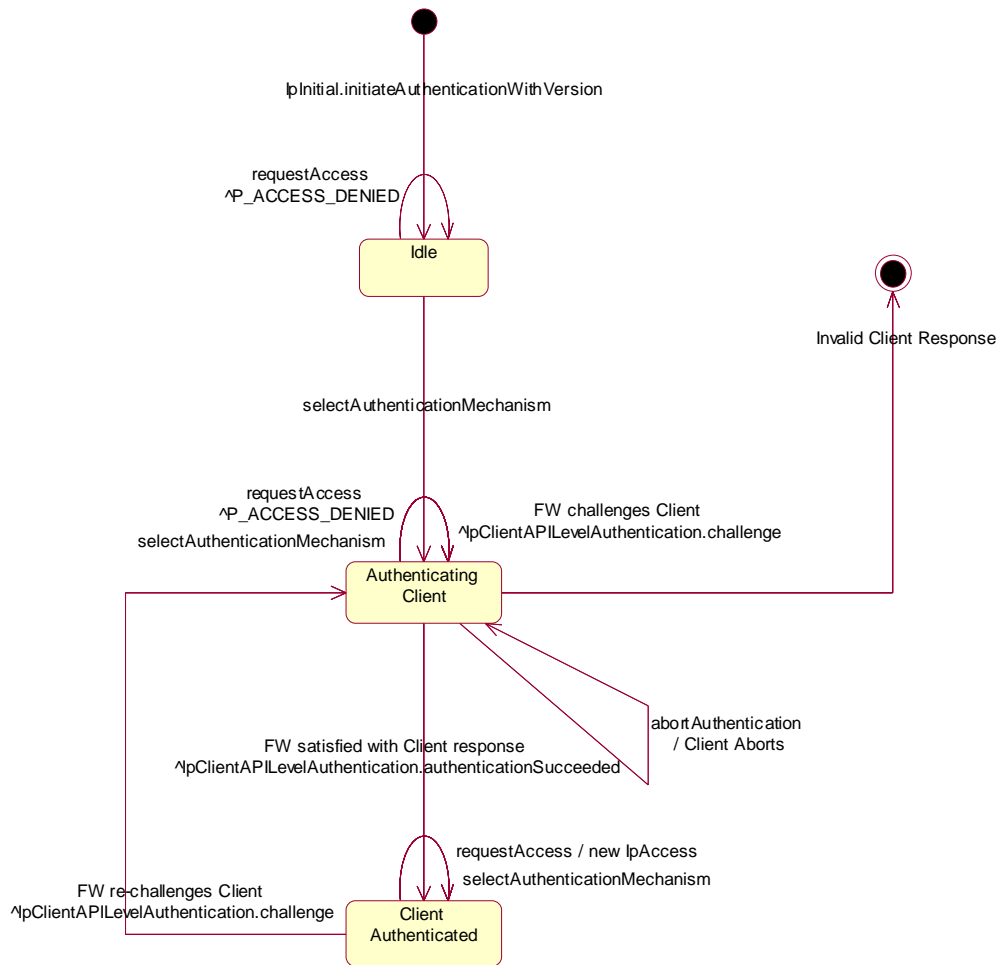 IpInitial.initiateAuthenticationWithVersion
requestAccess
^P_ACCESS_DENIED
Idle
Invalid Client Response
selectAuthenticationMechanism
requestAccess
^P_ACCESS_DENIED
selectAuthenticationMechanism
FW challenges Client
^IpClientAPILevelAuthentication.challenge
Authenticating
Client
abortAuthentication
/ Client Aborts
FW satisfied with Client response
^IpClientAPILevelAuthentication.authenticationSucceeded
requestAccess / new IpAccess
selectAuthenticationMechanism
FW re-challenges Client
^IpClientAPILevelAuthentication.challenge
Client
Authenticated